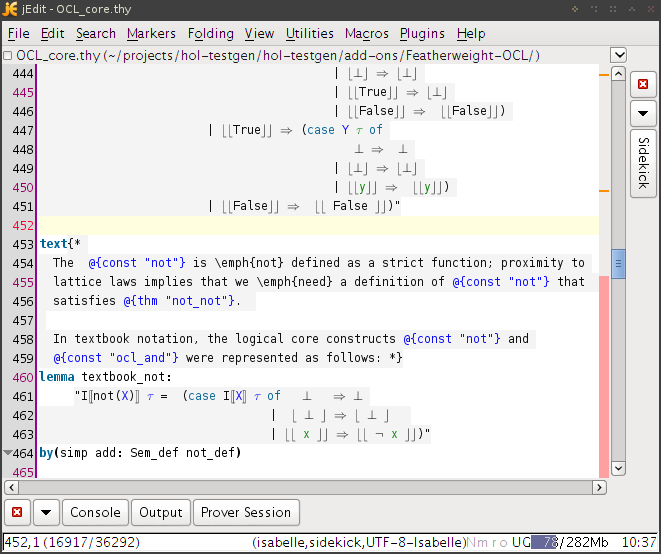 jEdit - OCL_core.thy
File Edit Search Markers Folding View Utilities Macros Plugins Help
OCL_core.thy (~/projects/hol-testgen/hol-testgen/add-ons/Featherweight-OCL/)
444 | ⌊⊥⌋ ⇒ ⌊⊥⌋
445 | ⌊⌊True⌋⌋ ⇒ ⌊⊥⌋
446 | ⌊⌊False⌋⌋ ⇒ ⌊⌊False⌋⌋)
447 | ⌊⌊True⌋⌋ ⇒ (case Y τ of
448 ⊥ ⇒ ⊥
449 | ⌊⊥⌋ ⇒ ⌊⊥⌋
450 | ⌊⌊y⌋⌋ ⇒ ⌊⌊y⌋⌋)
451 | ⌊⌊False⌋⌋ ⇒ ⌊⌊ False ⌋⌋)"
452
453 text{*
454 The @{const "not"} is \emph{not} defined as a strict function; proximity to
455 lattice laws implies that we \emph{need} a definition of @{const "not"} that
456 satisfies @{thm "not_not"}.
457
458 In textbook notation, the logical core constructs @{const "not"} and
459 @{const "ocl_and"} were represented as follows: *}
460 lemma textbook_not:
461 "I⟦not(X)⟧ τ = (case I⟦X⟧ τ of ⊥ ⇒ ⊥
462 | ⌊ ⊥ ⌋ ⇒ ⌊ ⊥ ⌋
463 | ⌊⌊ x ⌋⌋ ⇒ ⌊⌊ ¬ x ⌋⌋)"
464 by(simp add: Sem_def not_def)
465
Sidekick
Console Output Prover Session
452,1 (16917/36292) (isabelle,sidekick,UTF-8-Isabelle)Nm r o UG 78/282Mb 10:37